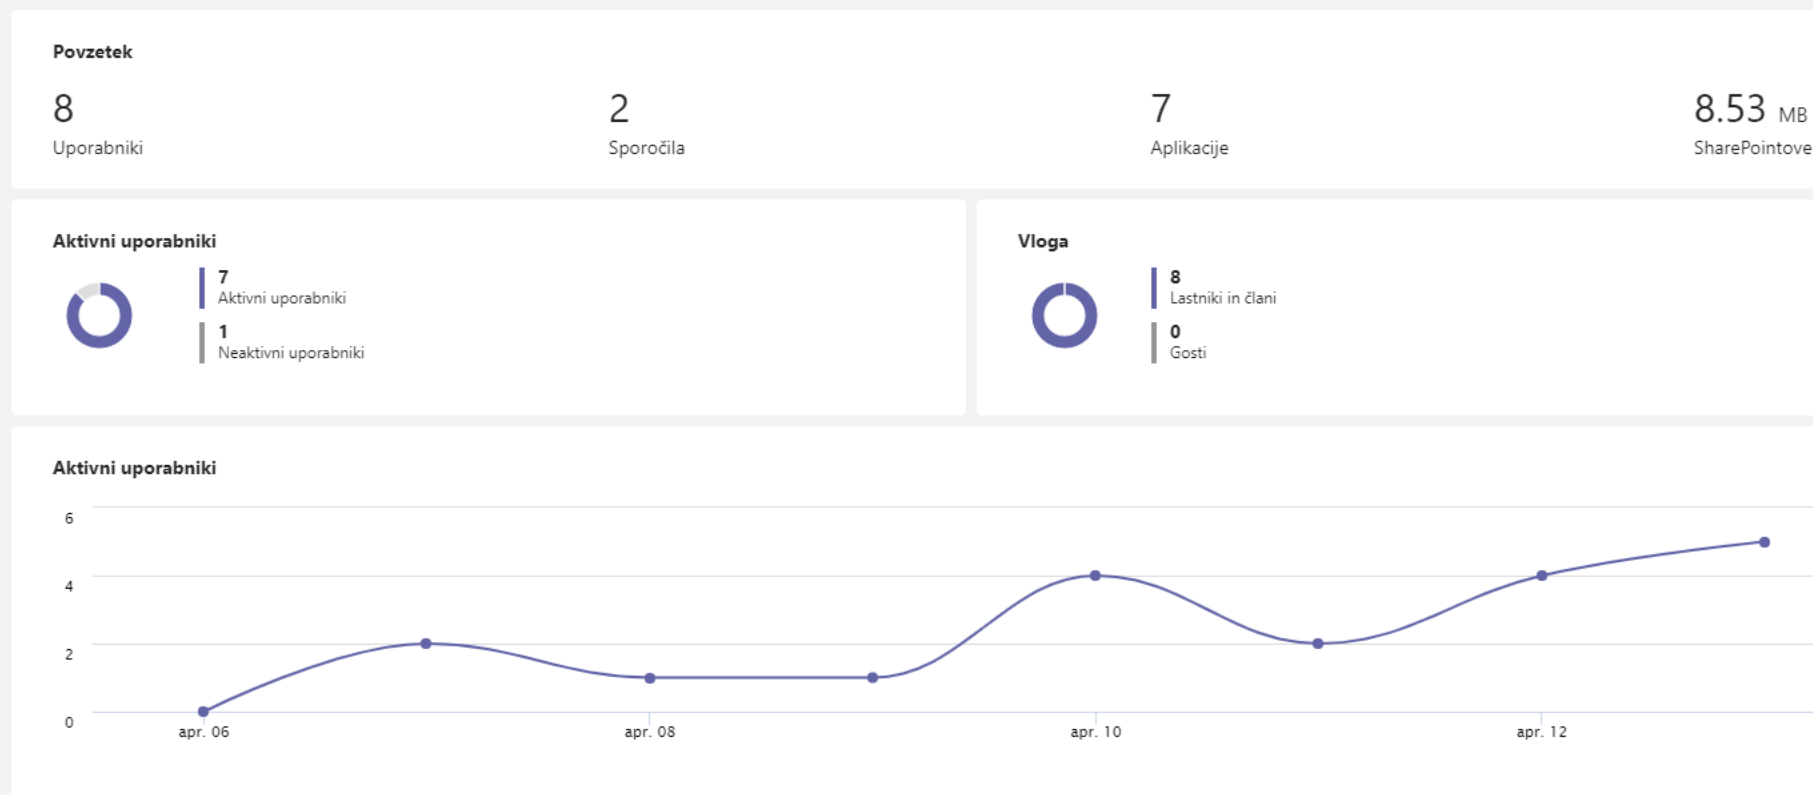 Povzetek
8
Uporabniki
2
Sporočila
7
Aplikacije
8.53 MB
SharePointove
Aktivni uporabniki
7
Aktivni uporabniki
1
Neaktivni uporabniki
Vloga
8
Lastniki in člani
0
Gosti
Aktivni uporabniki
6
4
2
0
apr. 06
apr. 08
apr. 10
apr. 12